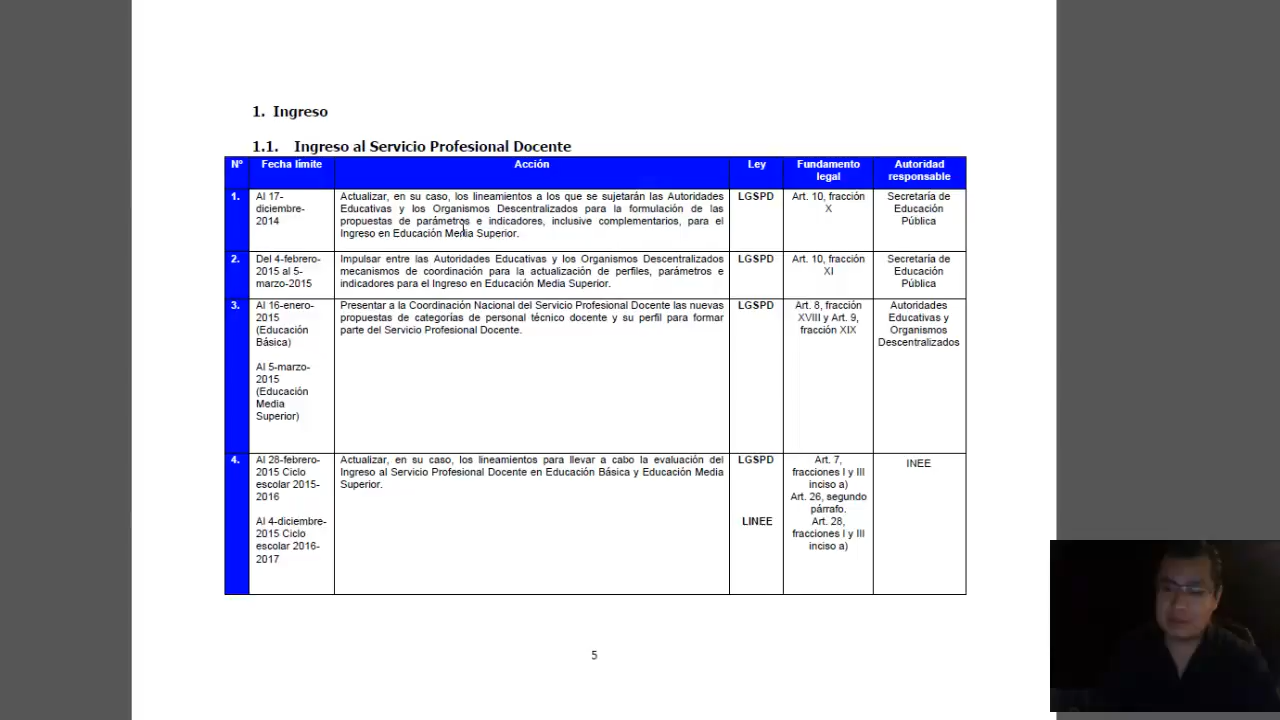 1. Ingreso
1.1. Ingreso al Servicio Profesional Docente
Nº Fecha límite Acción Ley Fundamento legal Autoridad responsable
1.
Al 17-
diciembre-
2014
Actualizar, en su caso, los lineamientos a los que se sujetarán las Autoridades
Educativas y los Organismos Descentralizados para la formulación de las
propuestas de parámetros e indicadores, inclusive complementarios, para el
Ingreso en Educación Media Superior.
LGSPD
Art. 10, fracción
X
Secretaría de
Educación
Pública
2.
Del 4-febrero-
2015 al 5-
marzo-2015
Impulsar entre las Autoridades Educativas y los Organismos Descentralizados
mecanismos de coordinación para la actualización de perfiles, parámetros e
indicadores para el Ingreso en Educación Media Superior.
LGSPD
Art. 10, fracción
XI
Secretaría de
Educación
Pública
3.
Al 16-enero-
2015
(Educación
Básica)
Al 5-marzo-
2015
(Educación
Media
Superior)
Presentar a la Coordinación Nacional del Servicio Profesional Docente las nuevas
propuestas de categorías de personal técnico docente y su perfil para formar
parte del Servicio Profesional Docente.
LGSPD
Art. 8, fracción
XVIII y Art. 9,
fracción XIX
Autoridades
Educativas y
Organismos
Descentralizados
4.
Al 28-febrero-
2015 Ciclo
escolar 2015-
2016
Al 4-diciembre-
2015 Ciclo
escolar 2016-
2017
Actualizar, en su caso, los lineamientos para llevar a cabo la evaluación del
Ingreso al Servicio Profesional Docente en Educación Básica y Educación Media
Superior.
LGSPD
LINEE
Art. 7,
fracciones I y III
inciso a)
Art. 26, segundo
párrafo.
Art. 28,
fracciones I y III
inciso a)
INEE
5